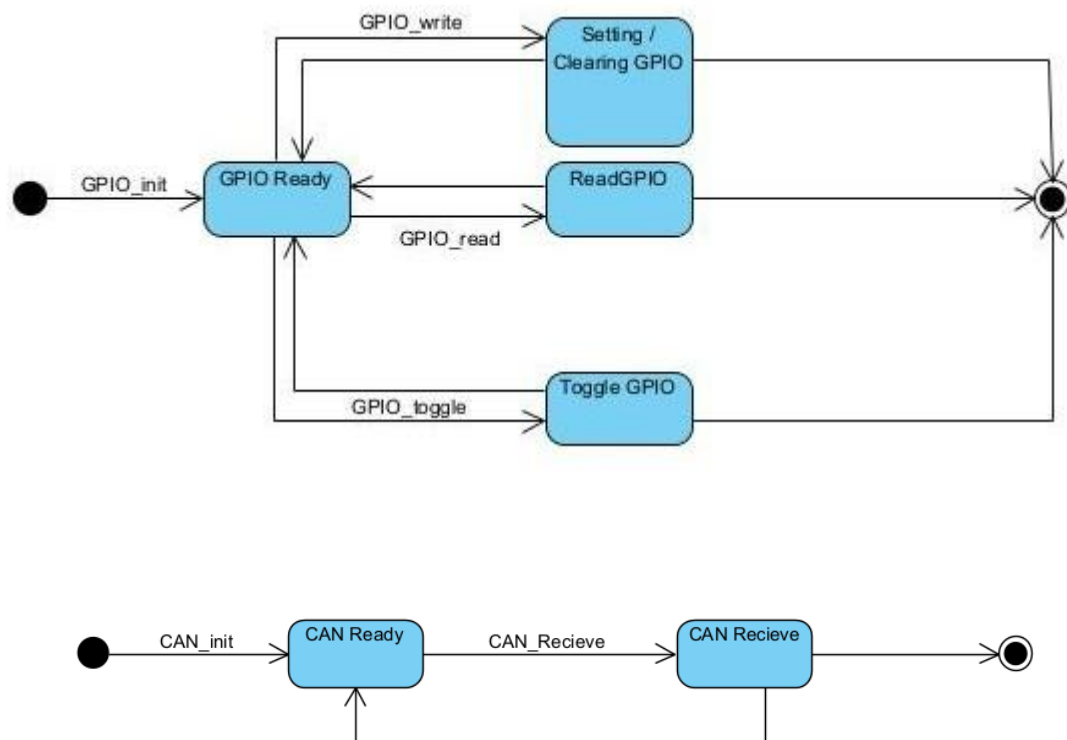 GPIO_write
Setting /
Clearing GPIO
GPIO_init
GPIO Ready
ReadGPIO
GPIO_read
Toggle GPIO
GPIO_toggle
CAN_init
CAN Ready
CAN_Recieve
CAN Recieve